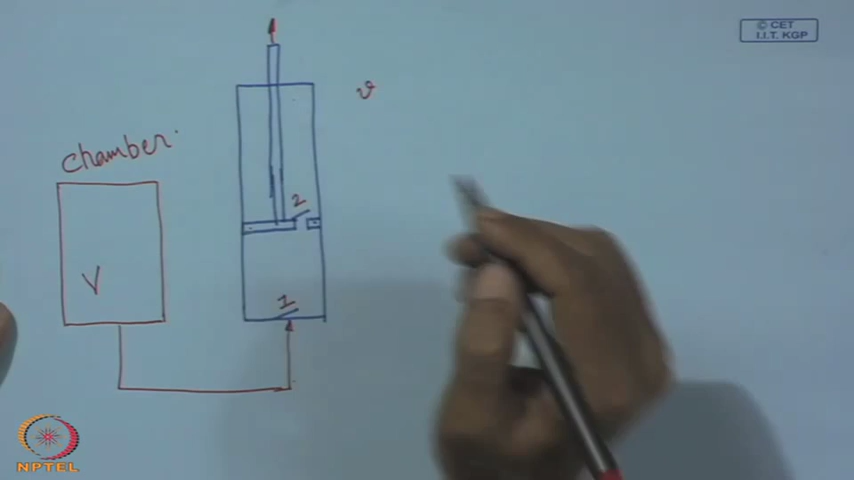 © CET
I.I.T. KGP
chamber
v
2
V
1
NPTEL